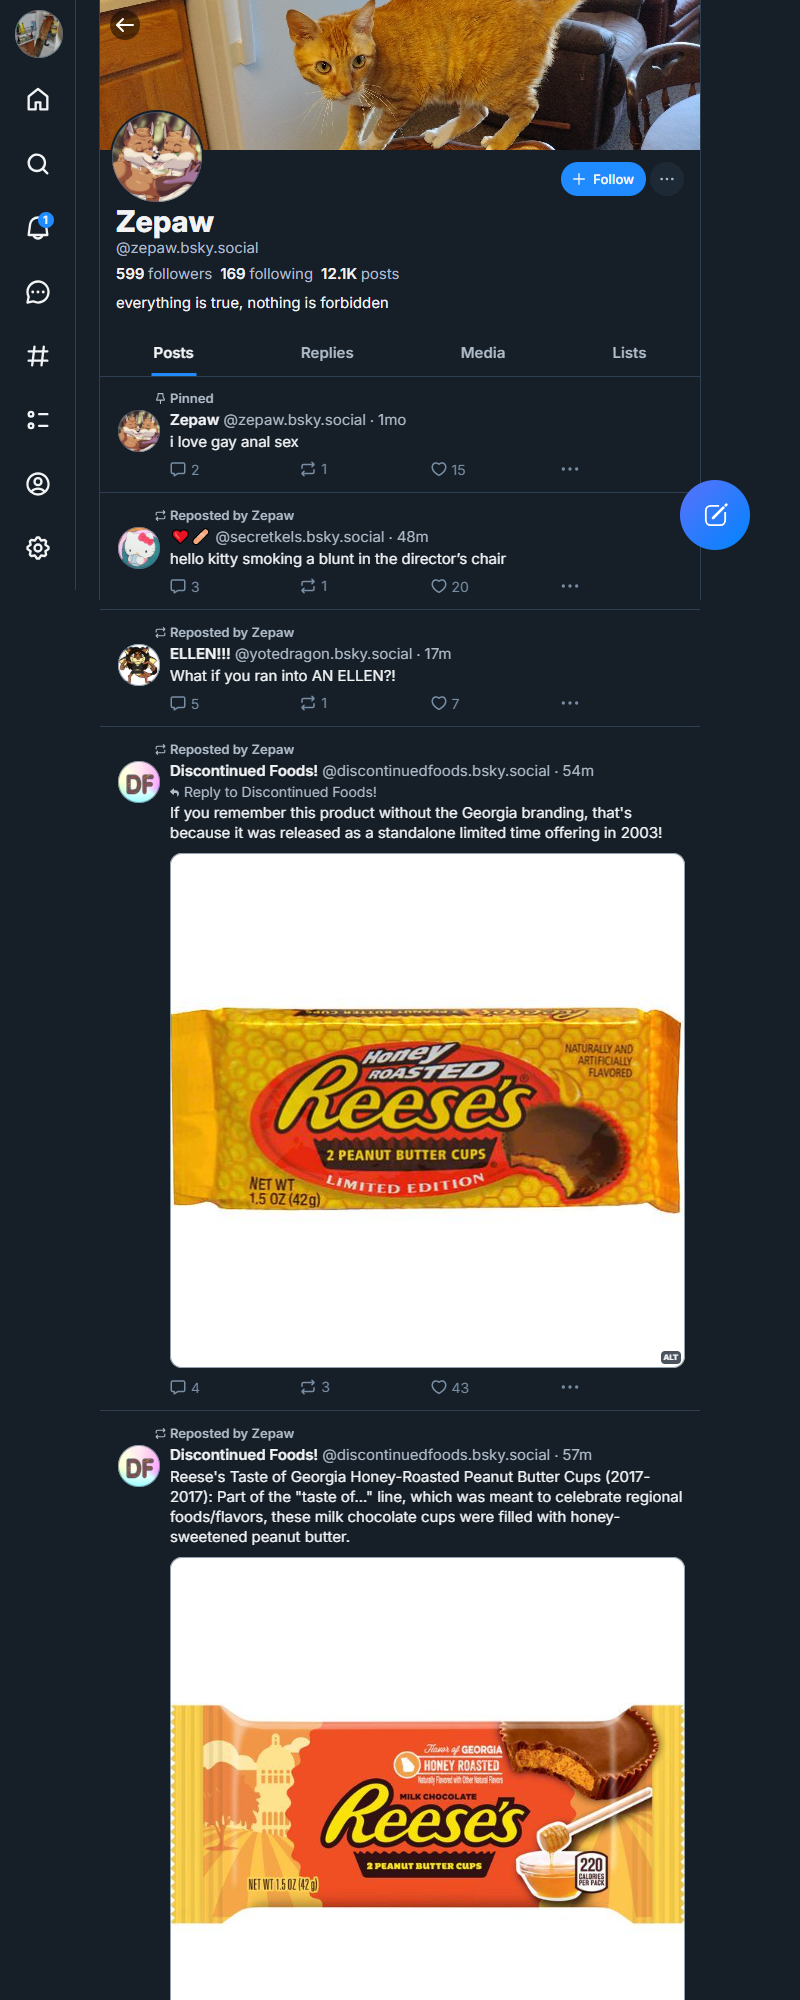 Follow
1
Zepaw
@zepaw.bsky.social
599 followers 169 following 12.1K posts
everything is true, nothing is forbidden
Posts Replies Media Lists
Pinned
Zepaw @zepaw.bsky.social · 1mo
i love gay anal sex
2 1 15
Reposted by Zepaw
❤️🩹 @secretkels.bsky.social · 48m
hello kitty smoking a blunt in the director’s chair
3 1 20
Reposted by Zepaw
ELLEN!!! @yotedragon.bsky.social · 17m
What if you ran into AN ELLEN?!
5 1 7
Reposted by Zepaw
DF
Discontinued Foods! @discontinuedfoods.bsky.social · 54m
Reply to Discontinued Foods!
If you remember this product without the Georgia branding, that's
because it was released as a standalone limited time offering in 2003!
Honey
ROASTED
Reese's
NATURALLY AND
ARTIFICIALLY
FLAVORED
2 PEANUT BUTTER CUPS
LIMITED EDITION
NET WT
1.5 OZ (42g)
ALT
4 3 43
Reposted by Zepaw
DF
Discontinued Foods! @discontinuedfoods.bsky.social · 57m
Reese's Taste of Georgia Honey-Roasted Peanut Butter Cups (2017-
2017): Part of the "taste of..." line, which was meant to celebrate regional
foods/flavors, these milk chocolate cups were filled with honey-
sweetened peanut butter.
Flavor of GEORGIA
HONEY ROASTED
Naturally Flavored with Other Natural Flavors
MILK CHOCOLATE
Reese's
2 PEANUT BUTTER CUPS
NET WT 1.5 OZ (42 g)
220
CALORIES
PER PACK